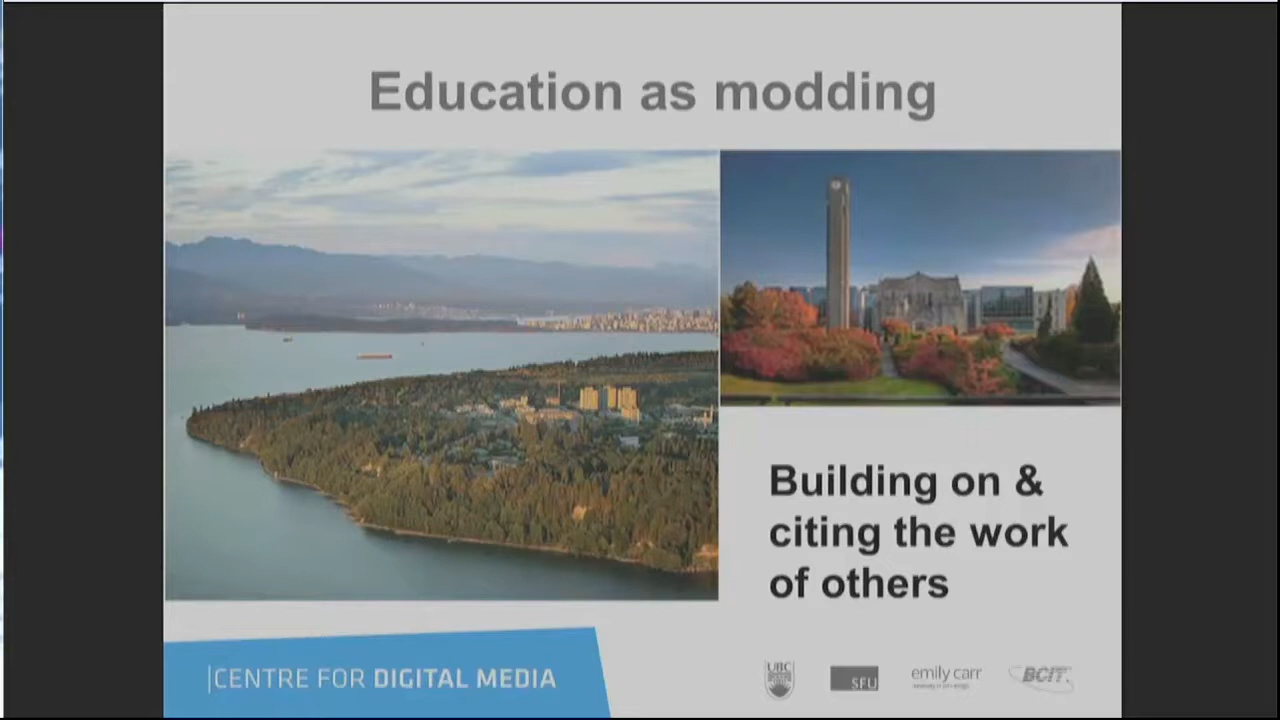 Education as modding
Building on &
citing the work
of others
|CENTRE FOR DIGITAL MEDIA
UBC
SFU
emily carr
BCIT